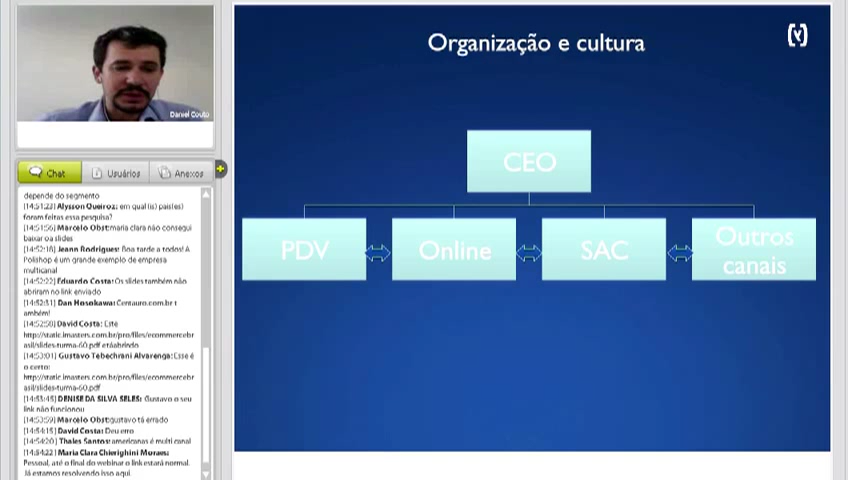 Organização e cultura
CEO
PDV
Online
SAC
Outros
canais
Daniel Couto
Chat
Usuários
Anexos
depende do segmento
[14:51:23] Alysson Queiroz: em qual(is) país(es)
foram feitas essa pesquisa?
[14:51:56] Marcelo Obst:maria clara não consegui
baixar os slides
[14:52:18] Jeann Rodrigues: Boa tarde a todos! A
Polishop é um grande exemplo de empresa
multicanal
[14:52:22] Eduardo Costa:Os slides também não
abriram no link enviado
[14:52:31] Dan Hosokawa: Centauro.com.br t
ambém!
[14:52:50] David Costa: Este
http://static.imasters.com.br/pro/files/ecommercebr
asil/slides-turma-60.pdf estáabrindo
[14:53:01] Gustavo Tebechrani Alvarenga: Esse é
o certo:
http://static.imasters.com.br/pro/files/ecommercebr
asil/slides-turma-60.pdf
[14:53:45] DENISE DA SILVA SELES: Gustavo o seu
link não funcionou
[14:53:59] Marcelo Obst:gustavo tá errado
[14:54:15] David Costa: Deu erro
[14:54:20] Thales Santos: americanas é multi canal
[14:54:22] Maria Clara Chierighini Moraes:
Pessoal, até o final do webinar o link estará normal.
Já estamos resolvendo isso aqui.